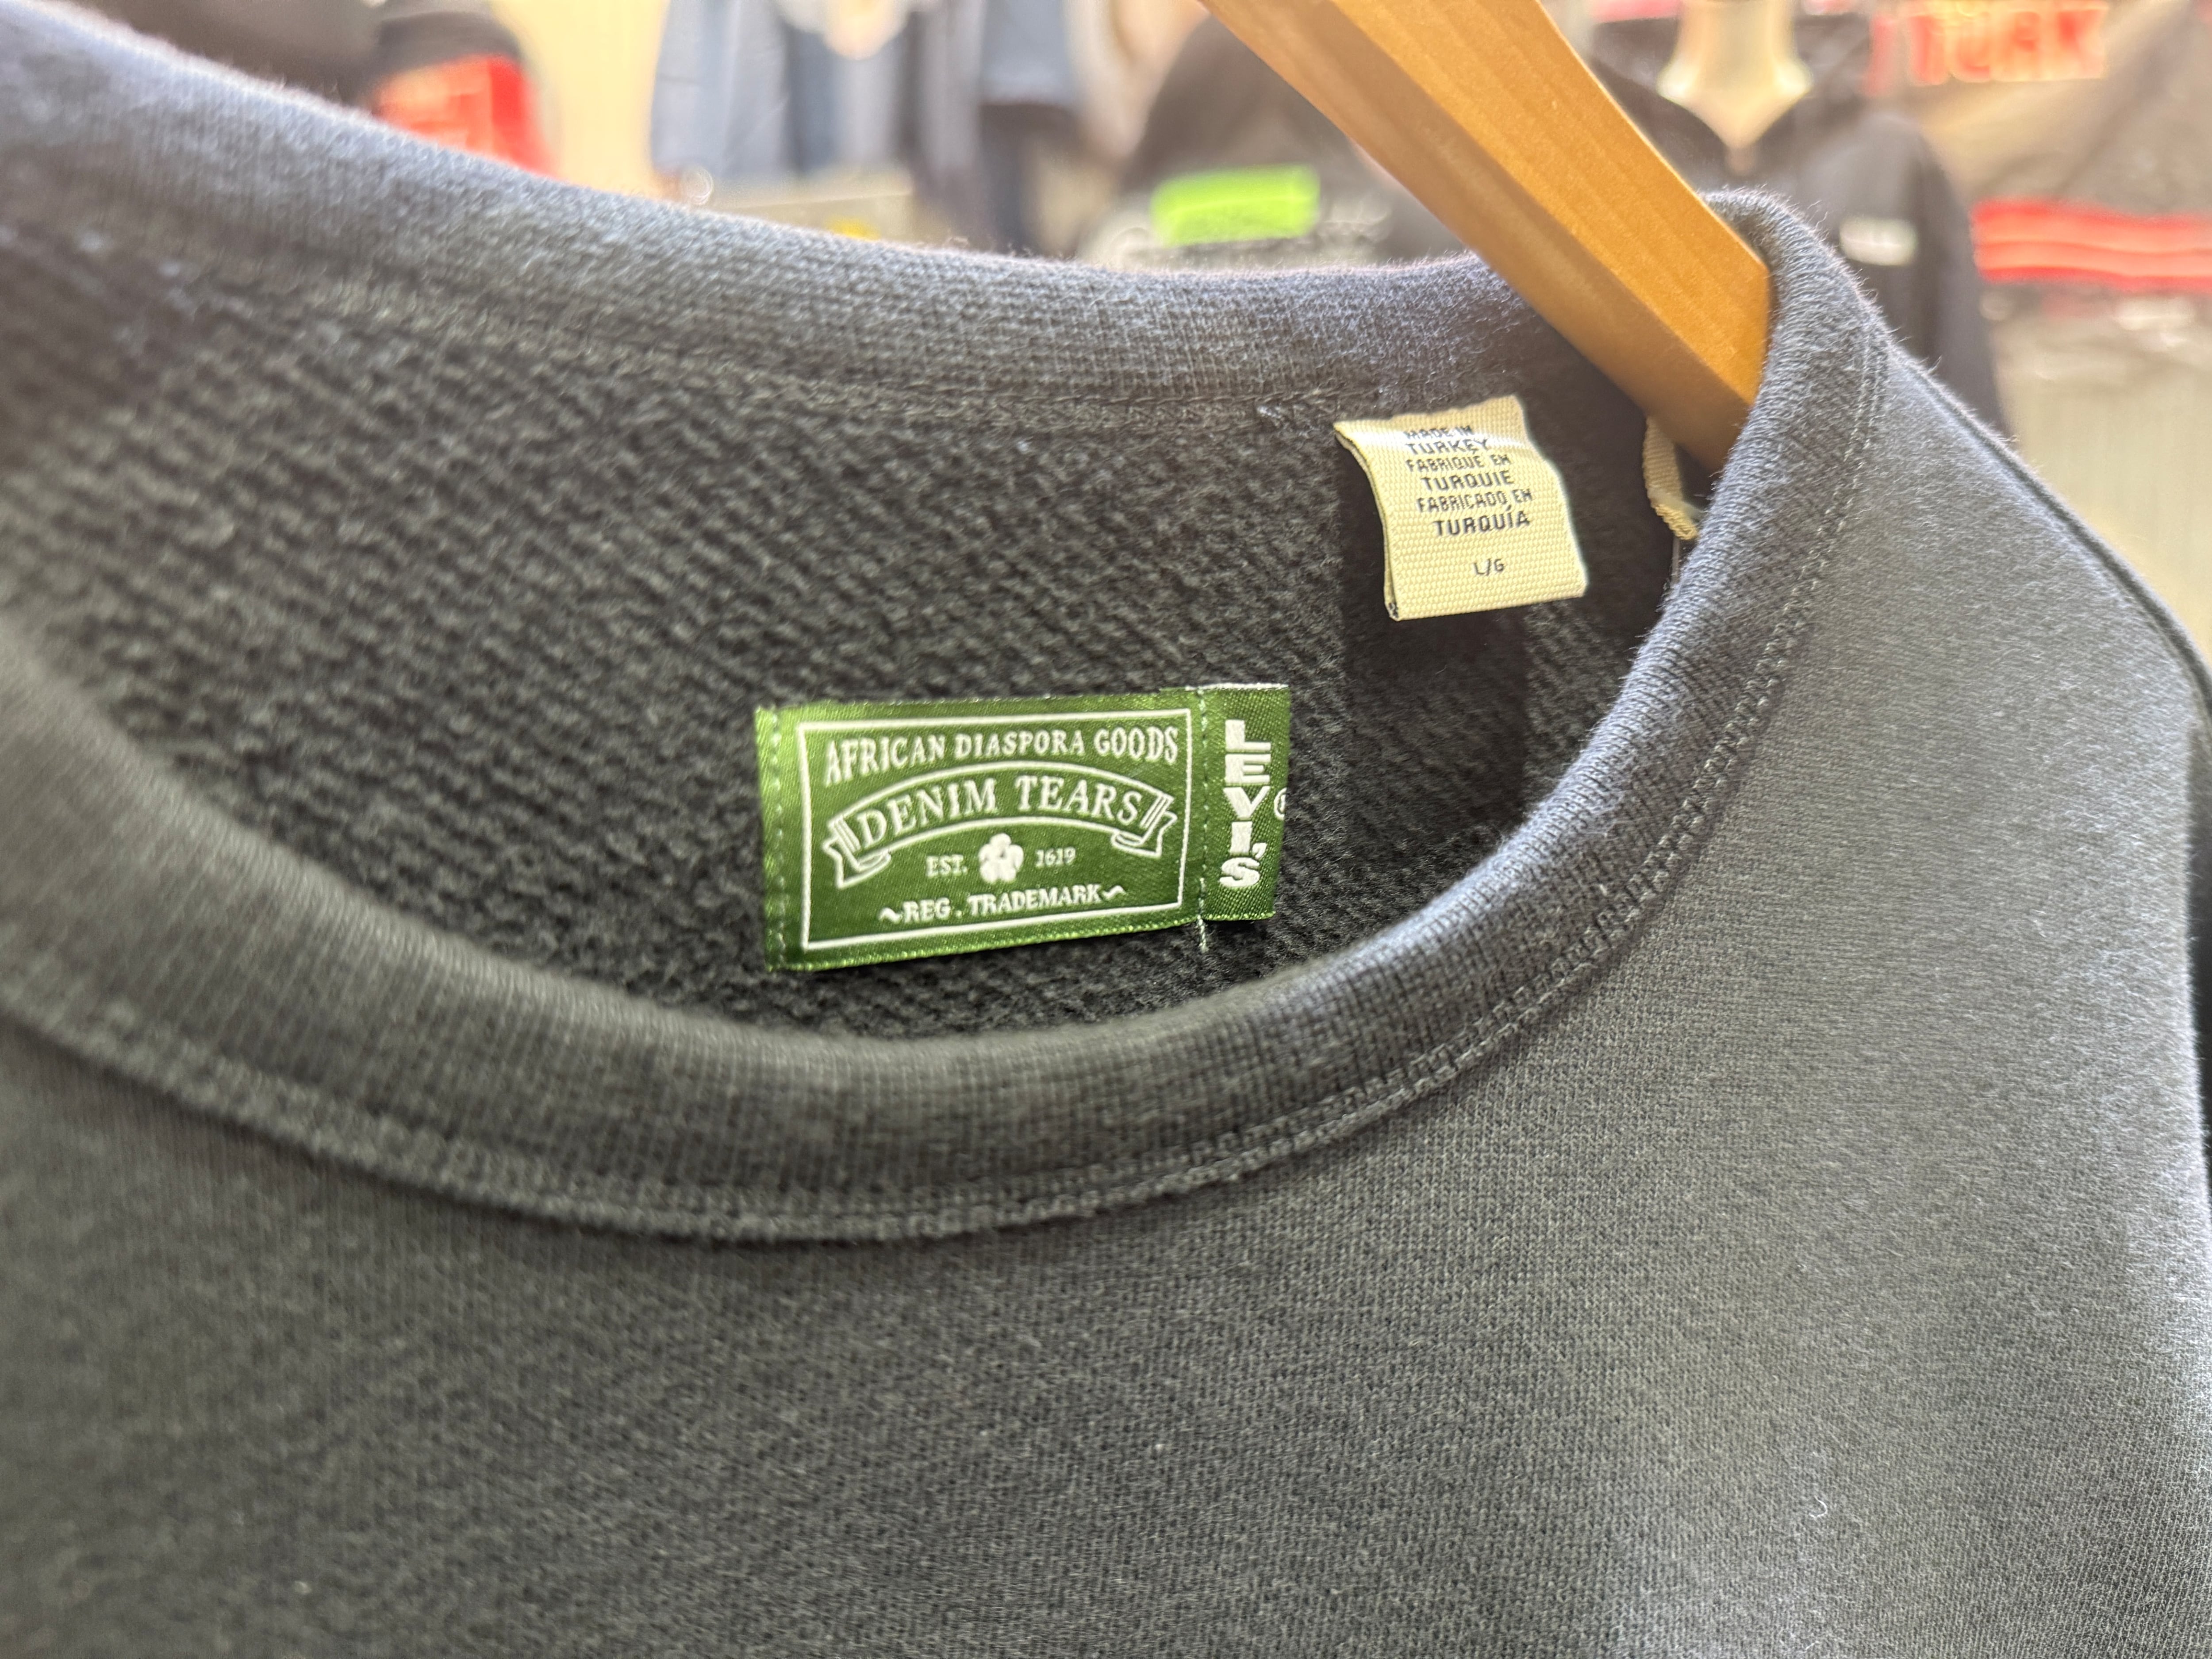 MADE IN
TURKEY
FABRIQUÉ EN
TURQUIE
FABRICADO EN
TURQUÍA
L/G
AFRICAN DIASPORA GOODS
DENIM TEARS
EST. 1619
~REG. TRADEMARK~
LEVI'S